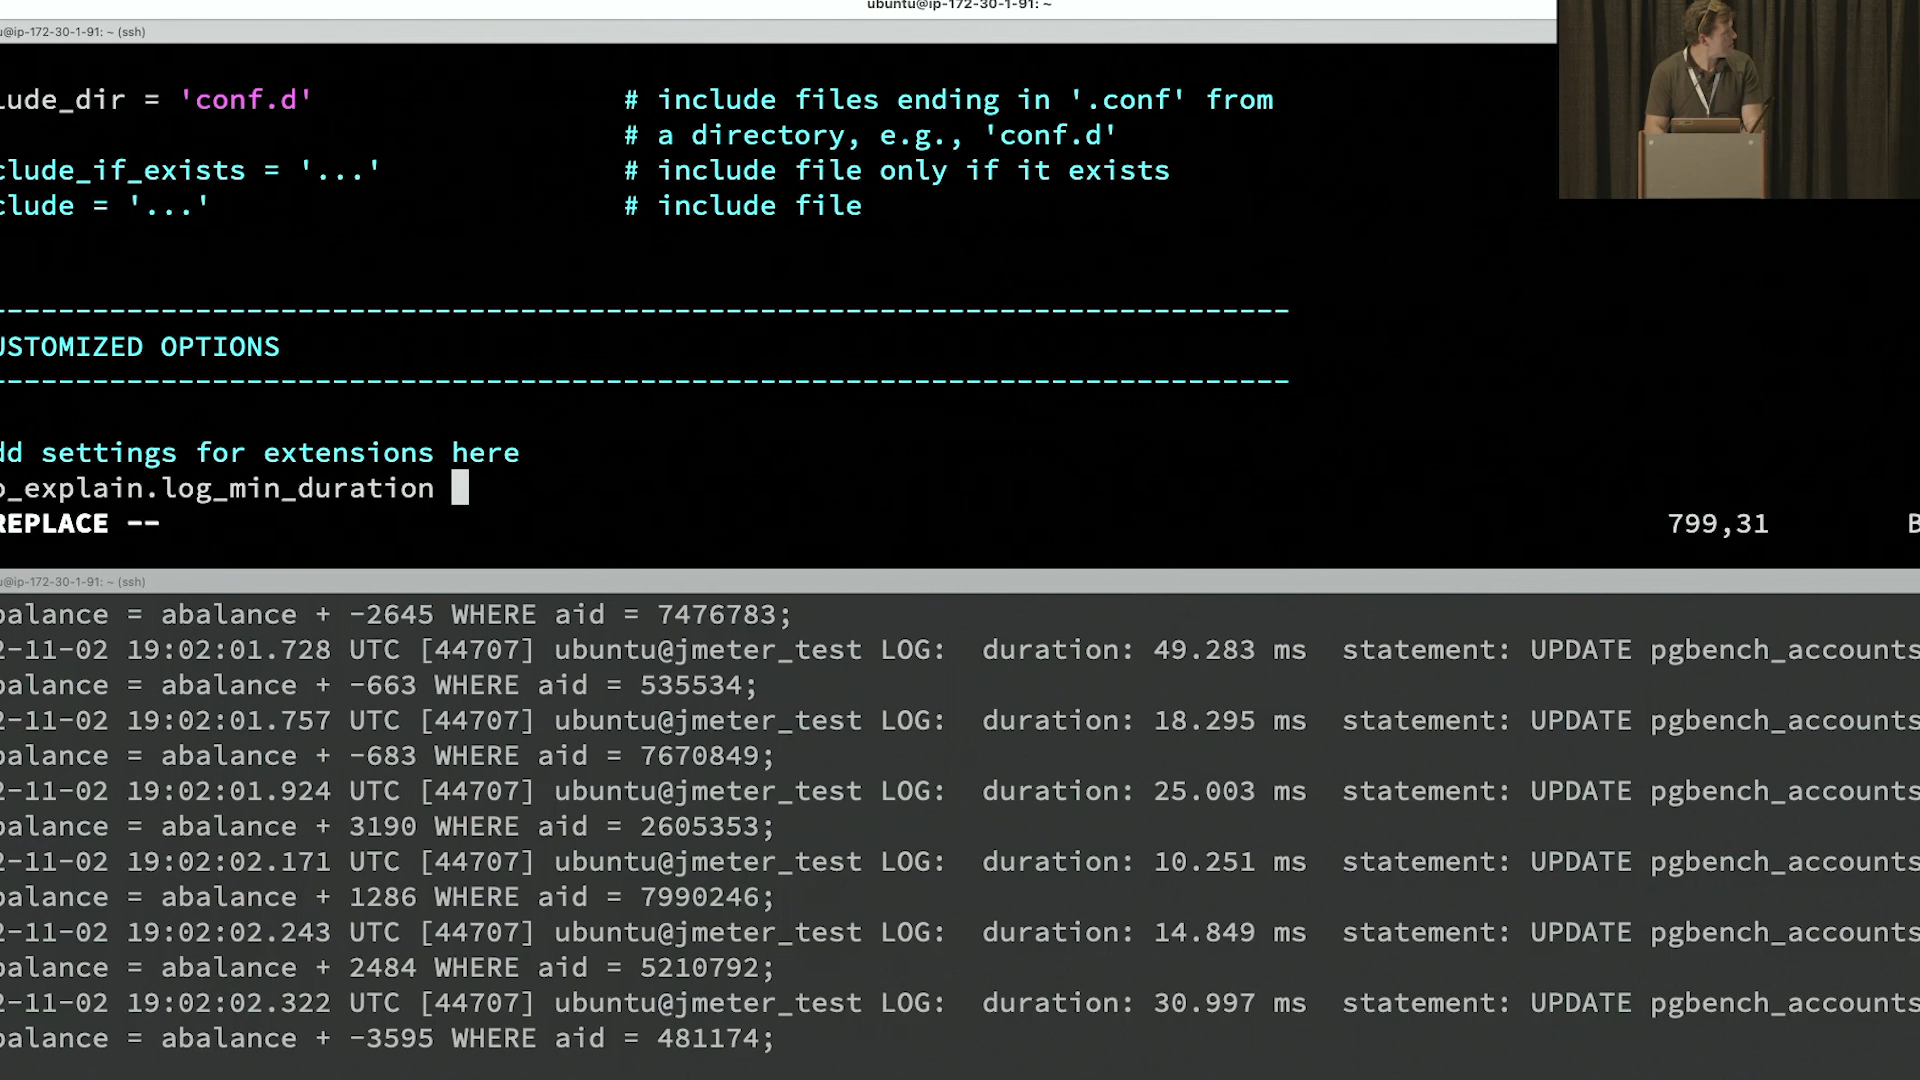 ubuntu@ip-172-30-1-91: ~
u@ip-172-30-1-91: ~ (ssh)
lude_dir = 'conf.d' # include files ending in '.conf' from
# a directory, e.g., 'conf.d'
clude_if_exists = '...' # include file only if it exists
clude = '...' # include file
--------------------------------------------------------------------------
USTOMIZED OPTIONS
--------------------------------------------------------------------------
dd settings for extensions here
o_explain.log_min_duration
REPLACE -- 799,31 B
u@ip-172-30-1-91: ~ (ssh)
balance = abalance + -2645 WHERE aid = 7476783;
2-11-02 19:02:01.728 UTC [44707] ubuntu@jmeter_test LOG:  duration: 49.283 ms  statement: UPDATE pgbench_accounts
balance = abalance + -663 WHERE aid = 535534;
2-11-02 19:02:01.757 UTC [44707] ubuntu@jmeter_test LOG:  duration: 18.295 ms  statement: UPDATE pgbench_accounts
balance = abalance + -683 WHERE aid = 7670849;
2-11-02 19:02:01.924 UTC [44707] ubuntu@jmeter_test LOG:  duration: 25.003 ms  statement: UPDATE pgbench_accounts
balance = abalance + 3190 WHERE aid = 2605353;
2-11-02 19:02:02.171 UTC [44707] ubuntu@jmeter_test LOG:  duration: 10.251 ms  statement: UPDATE pgbench_accounts
balance = abalance + 1286 WHERE aid = 7990246;
2-11-02 19:02:02.243 UTC [44707] ubuntu@jmeter_test LOG:  duration: 14.849 ms  statement: UPDATE pgbench_accounts
balance = abalance + 2484 WHERE aid = 5210792;
2-11-02 19:02:02.322 UTC [44707] ubuntu@jmeter_test LOG:  duration: 30.997 ms  statement: UPDATE pgbench_accounts
balance = abalance + -3595 WHERE aid = 481174;